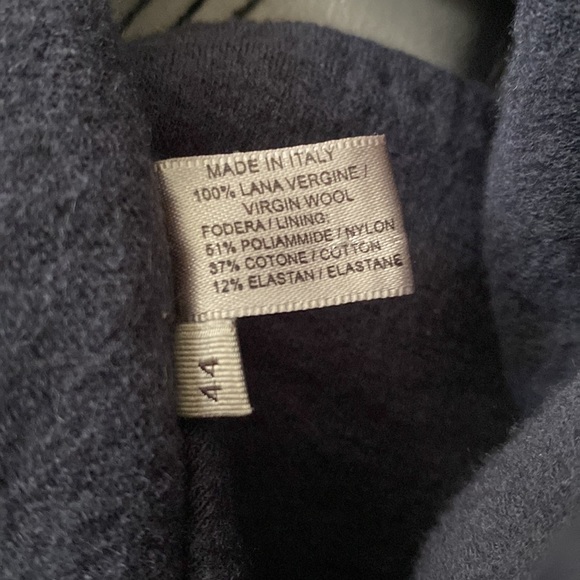 MADE IN ITALY
100% LANA VERGINE /
VIRGIN WOOL
FODERA / LINING:
51% POLIAMMIDE / NYLON
37% COTONE / COTTON
12% ELASTAN / ELASTANE
44